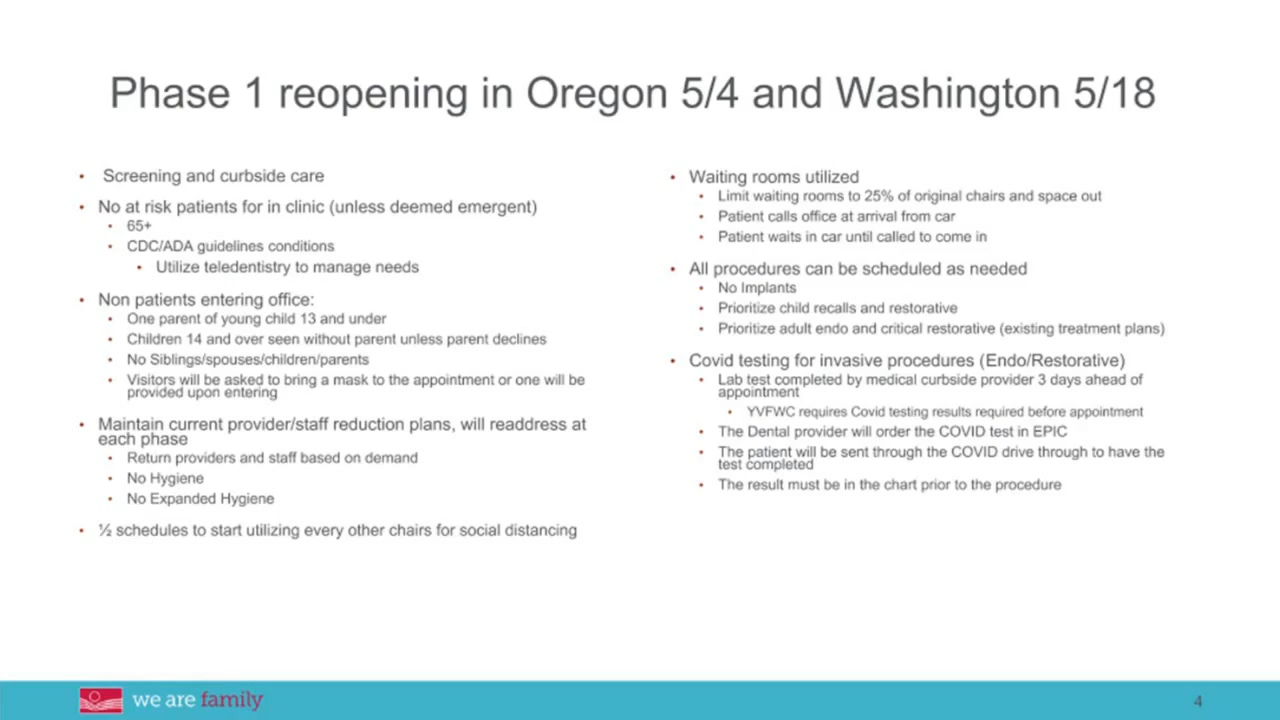 Phase 1 reopening in Oregon 5/4 and Washington 5/18
• Screening and curbside care
• No at risk patients for in clinic (unless deemed emergent)
• 65+
• CDC/ADA guidelines conditions
• Utilize teledentistry to manage needs
• Non patients entering office:
• One parent of young child 13 and under
• Children 14 and over seen without parent unless parent declines
• No Siblings/spouses/children/parents
• Visitors will be asked to bring a mask to the appointment or one will be
provided upon entering
• Maintain current provider/staff reduction plans, will readdress at
each phase
• Return providers and staff based on demand
• No Hygiene
• No Expanded Hygiene
• ½ schedules to start utilizing every other chairs for social distancing
• Waiting rooms utilized
• Limit waiting rooms to 25% of original chairs and space out
• Patient calls office at arrival from car
• Patient waits in car until called to come in
• All procedures can be scheduled as needed
• No Implants
• Prioritize child recalls and restorative
• Prioritize adult endo and critical restorative (existing treatment plans)
• Covid testing for invasive procedures (Endo/Restorative)
• Lab test completed by medical curbside provider 3 days ahead of
appointment
• YVFWC requires Covid testing results required before appointment
• The Dental provider will order the COVID test in EPIC
• The patient will be sent through the COVID drive through to have the
test completed
• The result must be in the chart prior to the procedure
we are family
4